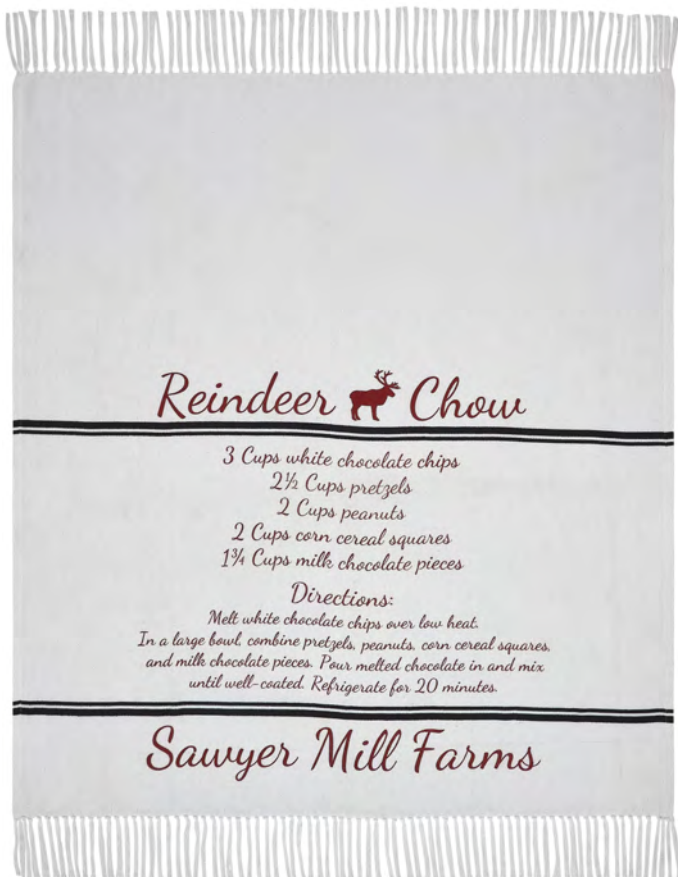 Reindeer Chow
3 Cups white chocolate chips
2½ Cups pretzels
2 Cups peanuts
2 Cups corn cereal squares
1¾ Cups milk chocolate pieces
Directions:
Melt white chocolate chips over low heat.
In a large bowl, combine pretzels, peanuts, corn cereal squares,
and milk chocolate pieces. Pour melted chocolate in and mix
until well-coated. Refrigerate for 20 minutes.
Sawyer Mill Farms